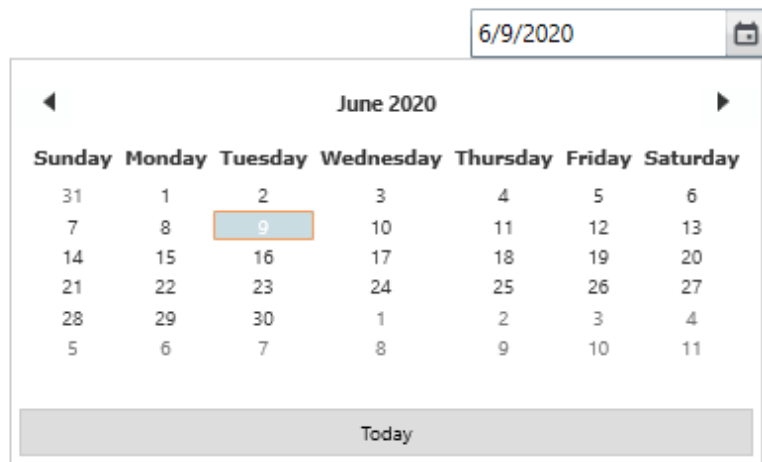 6/9/2020
June 2020
Sunday Monday Tuesday Wednesday Thursday Friday Saturday
31 1 2 3 4 5 6
7 8 9 10 11 12 13
14 15 16 17 18 19 20
21 22 23 24 25 26 27
28 29 30 1 2 3 4
5 6 7 8 9 10 11
Today